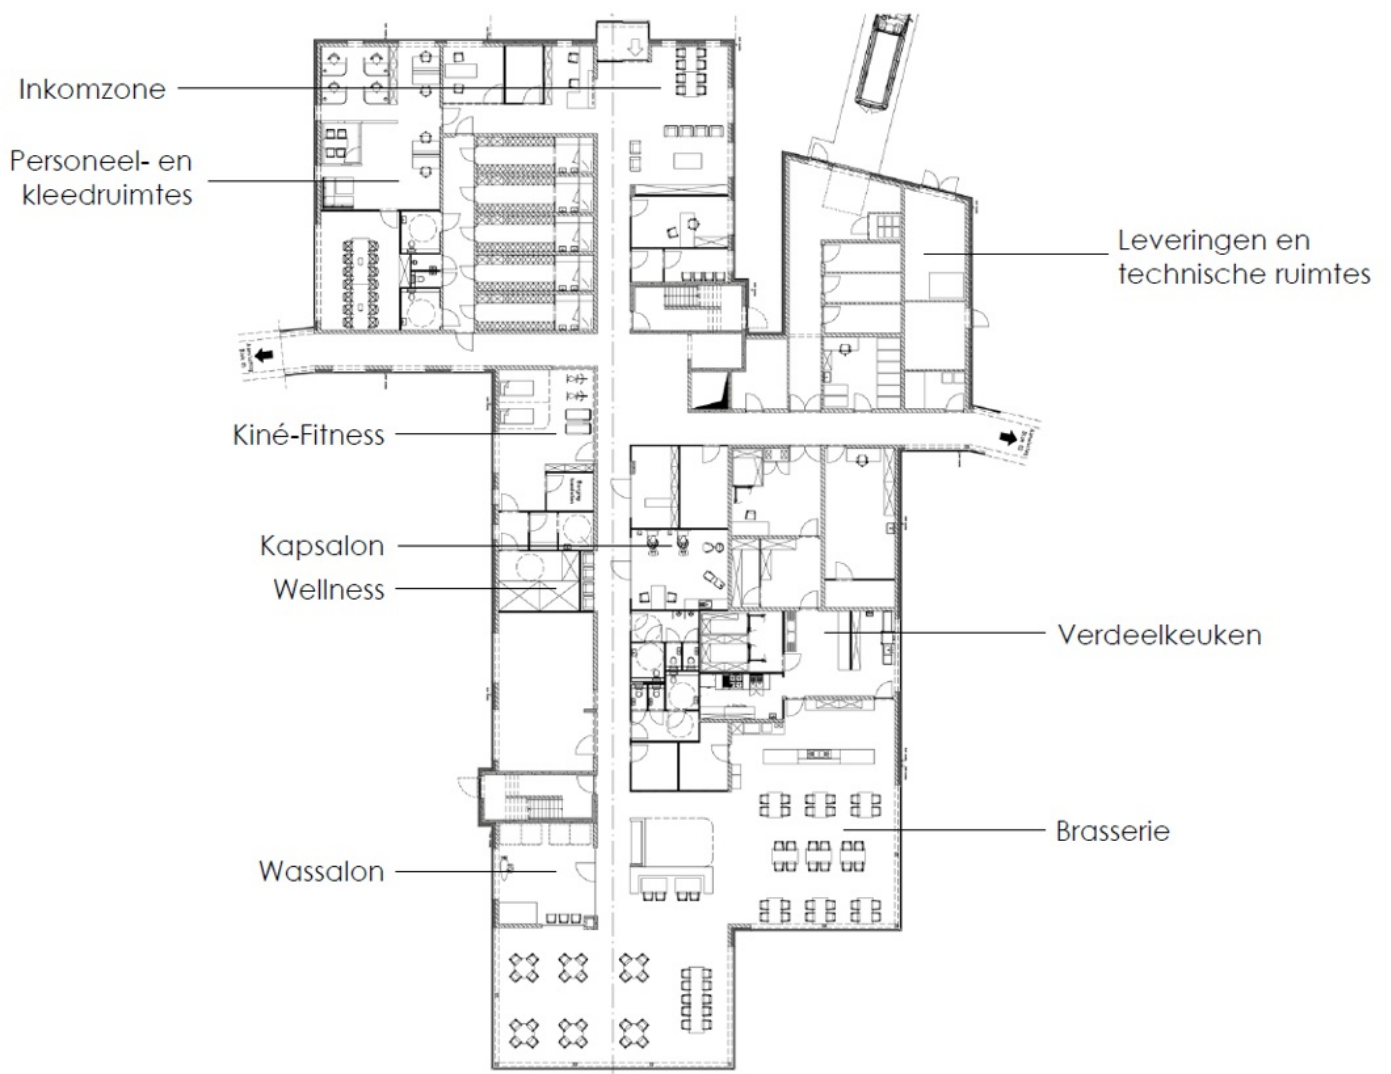 Inkomzone
Personeel- en
kleedruimtes
Leveringen en
technische ruimtes
Kiné-Fitness
Kapsalon
Wellness
Verdeelkeuken
Brasserie
Wassalon